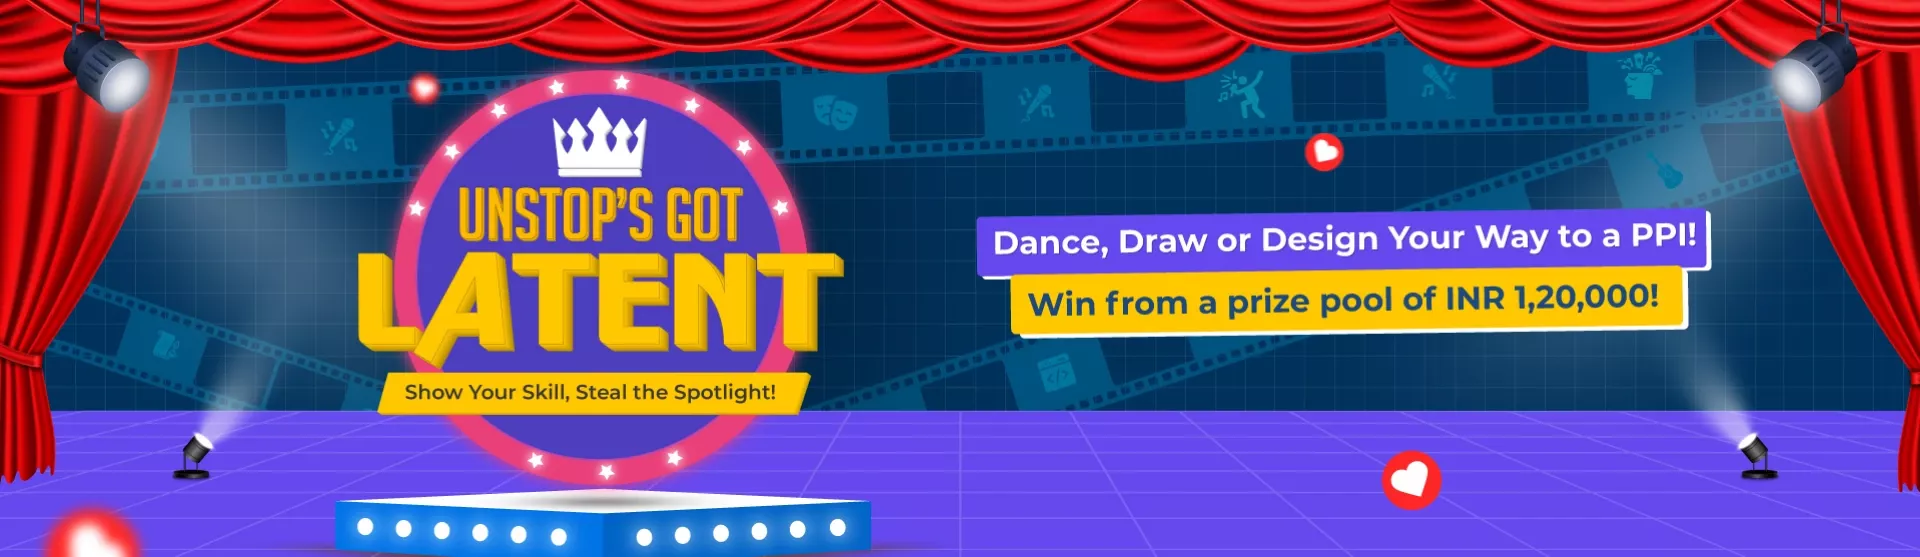 UNSTOP'S GOT
LATENT
Show Your Skill, Steal the Spotlight!
Dance, Draw or Design Your Way to a PPI!
Win from a prize pool of INR 1,20,000!